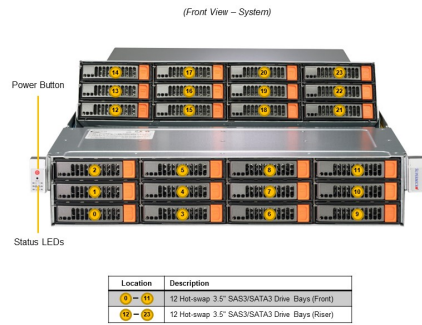 (Front View – System)
14 17 20 23
13 16 19 22
12 15 18 21
Power Button
2 5 8 11
1 4 7 10
0 3 6 9
Status LEDs
Location Description
0 – 11 12 Hot-swap 3.5" SAS3/SATA3 Drive Bays (Front)
12 – 23 12 Hot-swap 3.5" SAS3/SATA3 Drive Bays (Riser)